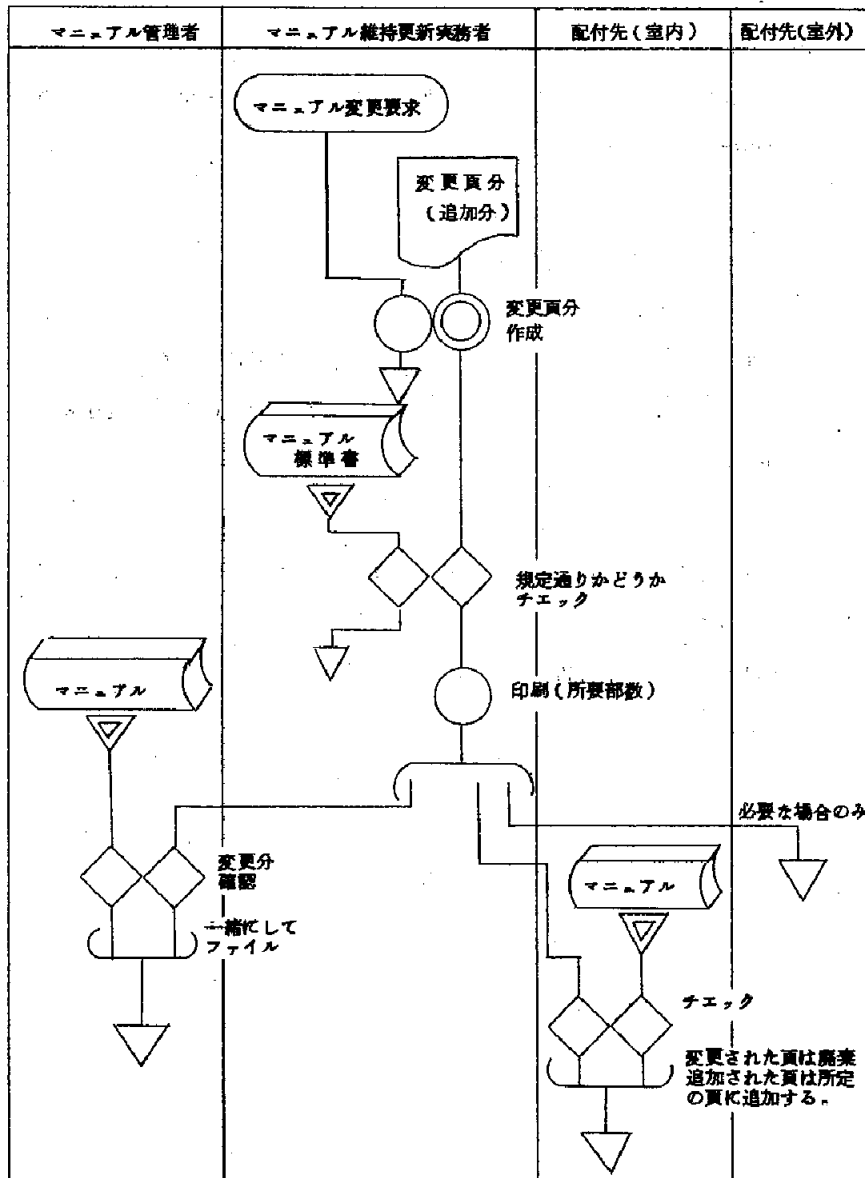 マニュアル管理者
マニュアル維持更新実務者
配付先(室内)
配付先(室外)
マニュアル変更要求
変更頁分
(追加分)
変更頁分
作成
マニュアル
標準書
規定通りかどうか
チェック
マニュアル
印刷(所要部数)
必要な場合のみ
変更分
確認
マニュアル
一緒にして
ファイル
チェック
変更された頁は廃棄
追加された頁は所定
の頁に追加する。